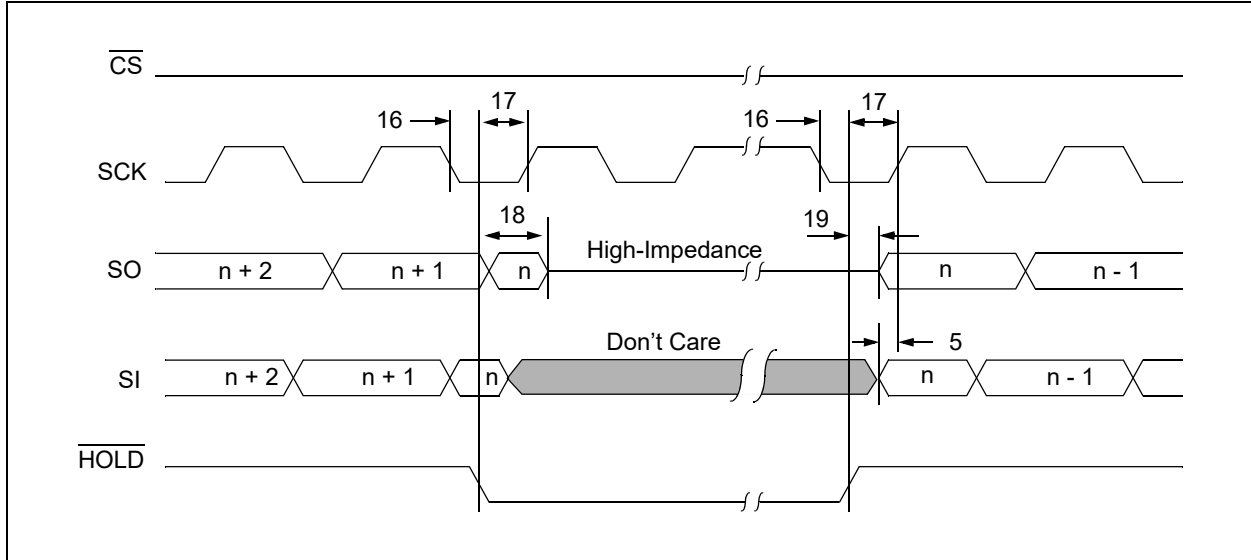 CS
17
17
16
16
SCK
18
19
High-Impedance
SO
n + 2
n + 1
n
n
n - 1
Don't Care
5
SI
n + 2
n + 1
n
n
n - 1
HOLD